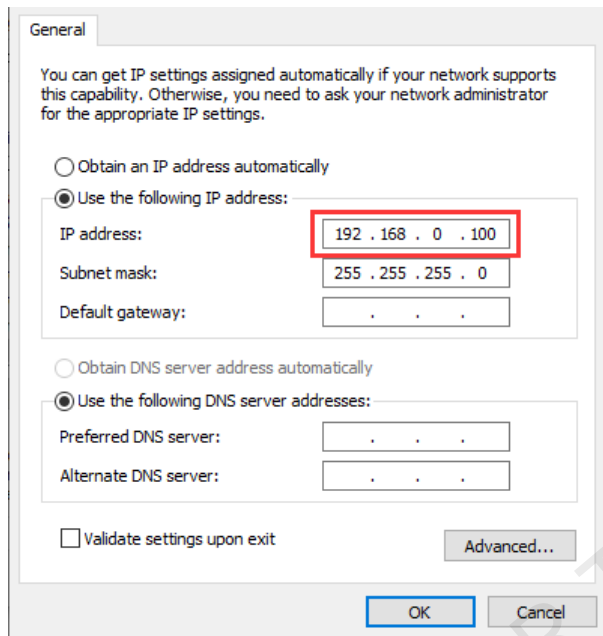 General
You can get IP settings assigned automatically if your network supports
this capability. Otherwise, you need to ask your network administrator
for the appropriate IP settings.
Obtain an IP address automatically
Use the following IP address:
IP address: 192 . 168 . 0 . 100
Subnet mask: 255 . 255 . 255 . 0
Default gateway: . . .
Obtain DNS server address automatically
Use the following DNS server addresses:
Preferred DNS server: . . .
Alternate DNS server: . . .
Validate settings upon exit
Advanced...
OK Cancel